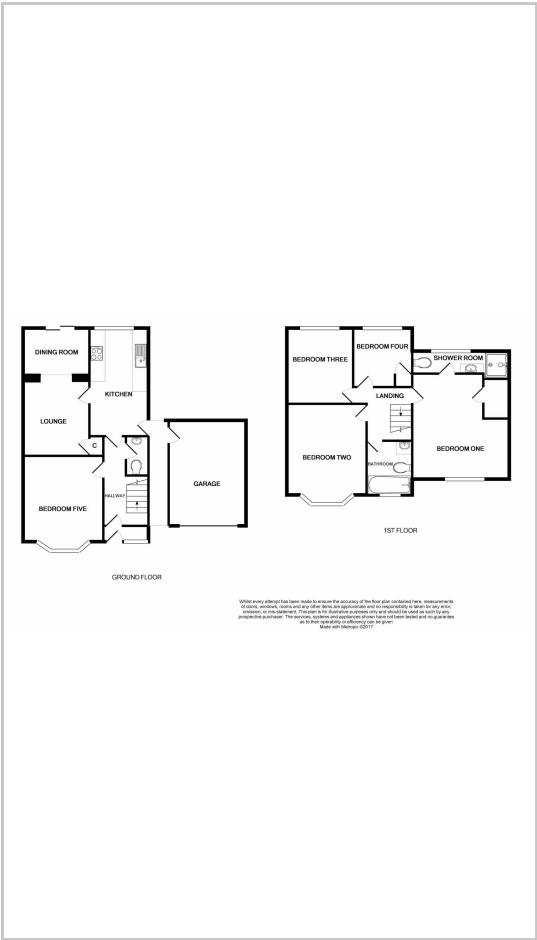 DINING ROOM
KITCHEN
LOUNGE
C
HALLWAY
BEDROOM FIVE
GARAGE
GROUND FLOOR
BEDROOM THREE
BEDROOM FOUR
SHOWER ROOM
LANDING
BEDROOM TWO
BATHROOM
BEDROOM ONE
1ST FLOOR
Whilst every attempt has been made to ensure the accuracy of the floor plan contained here, measurements
of doors, windows, rooms and any other items are approximate and no responsibility is taken for any error,
omission, or mis-statement. This plan is for illustrative purposes only and should be used as such by any
prospective purchaser. The services, systems and appliances shown have not been tested and no guarantee
as to their operability or efficiency can be given
Made with Metropix ©2017